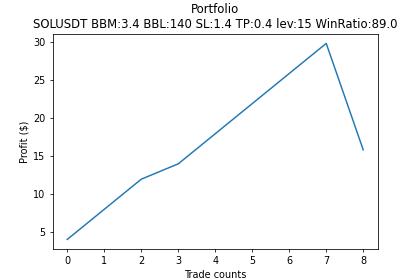 Portfolio
SOLUSDT BBM:3.4 BBL:140 SL:1.4 TP:0.4 lev:15 WinRatio:89.0
30
25
20
15
10
5
Profit ($)
0 1 2 3 4 5 6 7 8
Trade counts